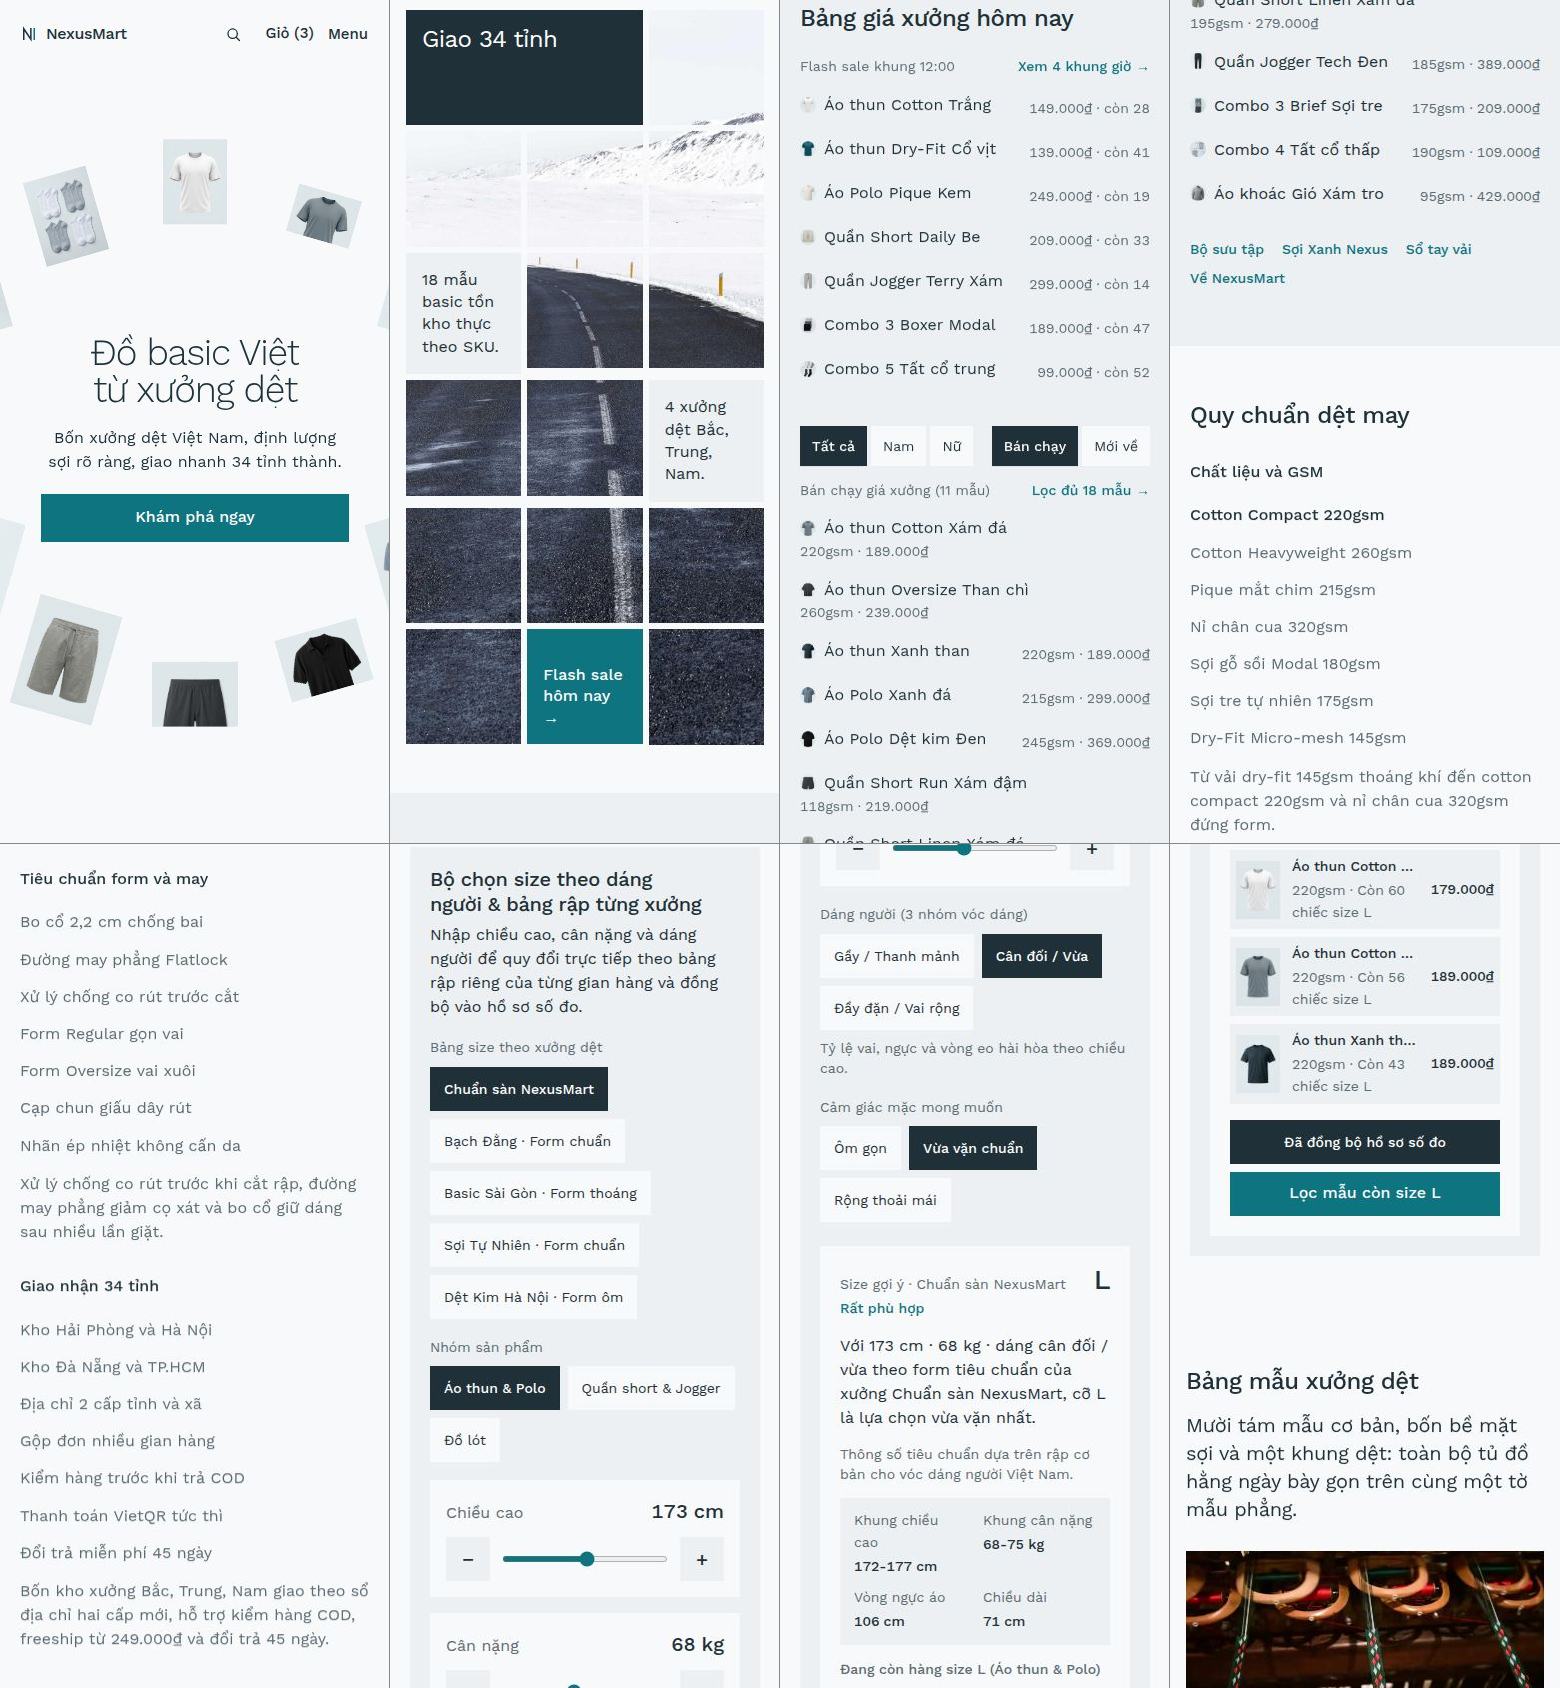 NexusMart
Giỏ (3)
Menu
Đồ basic Việt
từ xưởng dệt
Bốn xưởng dệt Việt Nam, định lượng
sợi rõ ràng, giao nhanh 34 tỉnh thành.
Khám phá ngay
Giao 34 tỉnh
18 mẫu
basic tồn
kho thực
theo SKU.
4 xưởng
dệt Bắc,
Trung,
Nam.
Flash sale
hôm nay
→
Bảng giá xưởng hôm nay
Flash sale khung 12:00
Xem 4 khung giờ →
Áo thun Cotton Trắng
149.000₫ · còn 28
Áo thun Dry-Fit Cổ vịt
139.000₫ · còn 41
Áo Polo Pique Kem
249.000₫ · còn 19
Quần Short Daily Be
209.000₫ · còn 33
Quần Jogger Terry Xám
299.000₫ · còn 14
Combo 3 Boxer Modal
189.000₫ · còn 47
Combo 5 Tất cổ trung
99.000₫ · còn 52
Tất cả
Nam
Nữ
Bán chạy
Mới về
Bán chạy giá xưởng (11 mẫu)
Lọc đủ 18 mẫu →
Áo thun Cotton Xám đá
220gsm · 189.000₫
Áo thun Oversize Than chì
260gsm · 239.000₫
Áo thun Xanh than
220gsm · 189.000₫
Áo Polo Xanh đá
215gsm · 299.000₫
Áo Polo Dệt kim Đen
245gsm · 369.000₫
Quần Short Run Xám đậm
118gsm · 219.000₫
Quần Short Linen Xám đá
Quần Short Linen Xám đá
195gsm · 279.000₫
Quần Jogger Tech Đen
185gsm · 389.000₫
Combo 3 Brief Sợi tre
175gsm · 209.000₫
Combo 4 Tất cổ thấp
190gsm · 109.000₫
Áo khoác Gió Xám tro
95gsm · 429.000₫
Bộ sưu tập
Sợi Xanh Nexus
Sổ tay vải
Về NexusMart
Quy chuẩn dệt may
Chất liệu và GSM
Cotton Compact 220gsm
Cotton Heavyweight 260gsm
Pique mắt chim 215gsm
Nỉ chân cua 320gsm
Sợi gỗ sồi Modal 180gsm
Sợi tre tự nhiên 175gsm
Dry-Fit Micro-mesh 145gsm
Từ vải dry-fit 145gsm thoáng khí đến cotton
compact 220gsm và nỉ chân cua 320gsm
đứng form.
Tiêu chuẩn form và may
Bo cổ 2,2 cm chống bai
Đường may phẳng Flatlock
Xử lý chống co rút trước cắt
Form Regular gọn vai
Form Oversize vai xuôi
Cạp chun giấu dây rút
Nhãn ép nhiệt không cấn da
Xử lý chống co rút trước khi cắt rập, đường
may phẳng giảm cọ xát và bo cổ giữ dáng
sau nhiều lần giặt.
Giao nhận 34 tỉnh
Kho Hải Phòng và Hà Nội
Kho Đà Nẵng và TP.HCM
Địa chỉ 2 cấp tỉnh và xã
Gộp đơn nhiều gian hàng
Kiểm hàng trước khi trả COD
Thanh toán VietQR tức thì
Đổi trả miễn phí 45 ngày
Bốn kho xưởng Bắc, Trung, Nam giao theo sổ
địa chỉ hai cấp mới, hỗ trợ kiểm hàng COD,
freeship từ 249.000₫ và đổi trả 45 ngày.
Bộ chọn size theo dáng
người & bảng rập từng xưởng
Nhập chiều cao, cân nặng và dáng
người để quy đổi trực tiếp theo bảng
rập riêng của từng gian hàng và đồng
bộ vào hồ sơ số đo.
Bảng size theo xưởng dệt
Chuẩn sàn NexusMart
Bạch Đằng · Form chuẩn
Basic Sài Gòn · Form thoáng
Sợi Tự Nhiên · Form chuẩn
Dệt Kim Hà Nội · Form ôm
Nhóm sản phẩm
Áo thun & Polo
Quần short & Jogger
Đồ lót
Chiều cao
173 cm
−
+
Cân nặng
68 kg
−
+
Dáng người (3 nhóm vóc dáng)
Gầy / Thanh mảnh
Cân đối / Vừa
Đầy đặn / Vai rộng
Tỷ lệ vai, ngực và vòng eo hài hòa theo chiều
cao.
Cảm giác mặc mong muốn
Ôm gọn
Vừa vặn chuẩn
Rộng thoải mái
Size gợi ý · Chuẩn sàn NexusMart
L
Rất phù hợp
Với 173 cm · 68 kg · dáng cân đối /
vừa theo form tiêu chuẩn của
xưởng Chuẩn sàn NexusMart, cỡ L
là lựa chọn vừa vặn nhất.
Thông số tiêu chuẩn dựa trên rập cơ
bản cho vóc dáng người Việt Nam.
Khung chiều
cao
172-177 cm
Khung cân nặng
68-75 kg
Vòng ngực áo
106 cm
Chiều dài
71 cm
Đang còn hàng size L (Áo thun & Polo)
Áo thun Cotton ...
220gsm · Còn 60
chiếc size L
179.000₫
Áo thun Cotton ...
220gsm · Còn 56
chiếc size L
189.000₫
Áo thun Xanh th...
220gsm · Còn 43
chiếc size L
189.000₫
Đã đồng bộ hồ sơ số đo
Lọc mẫu còn size L
Bảng mẫu xưởng dệt
Mười tám mẫu cơ bản, bốn bề mặt
sợi và một khung dệt: toàn bộ tủ đồ
hằng ngày bày gọn trên cùng một tờ
mẫu phẳng.